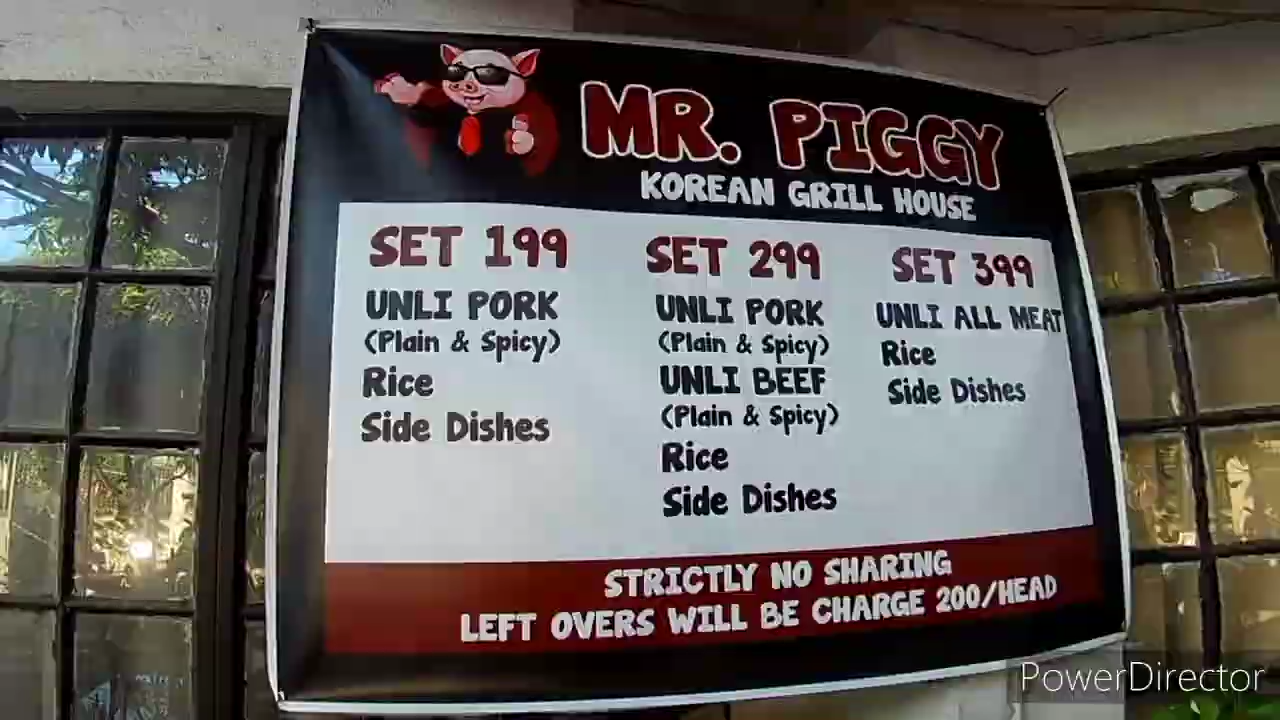 MR. PIGGY
KOREAN GRILL HOUSE
SET 199
UNLI PORK
(Plain & Spicy)
Rice
Side Dishes
SET 299
UNLI PORK
(Plain & Spicy)
UNLI BEEF
(Plain & Spicy)
Rice
Side Dishes
SET 399
UNLI ALL MEAT
Rice
Side Dishes
STRICTLY NO SHARING
LEFT OVERS WILL BE CHARGE 200/HEAD
PowerDirector